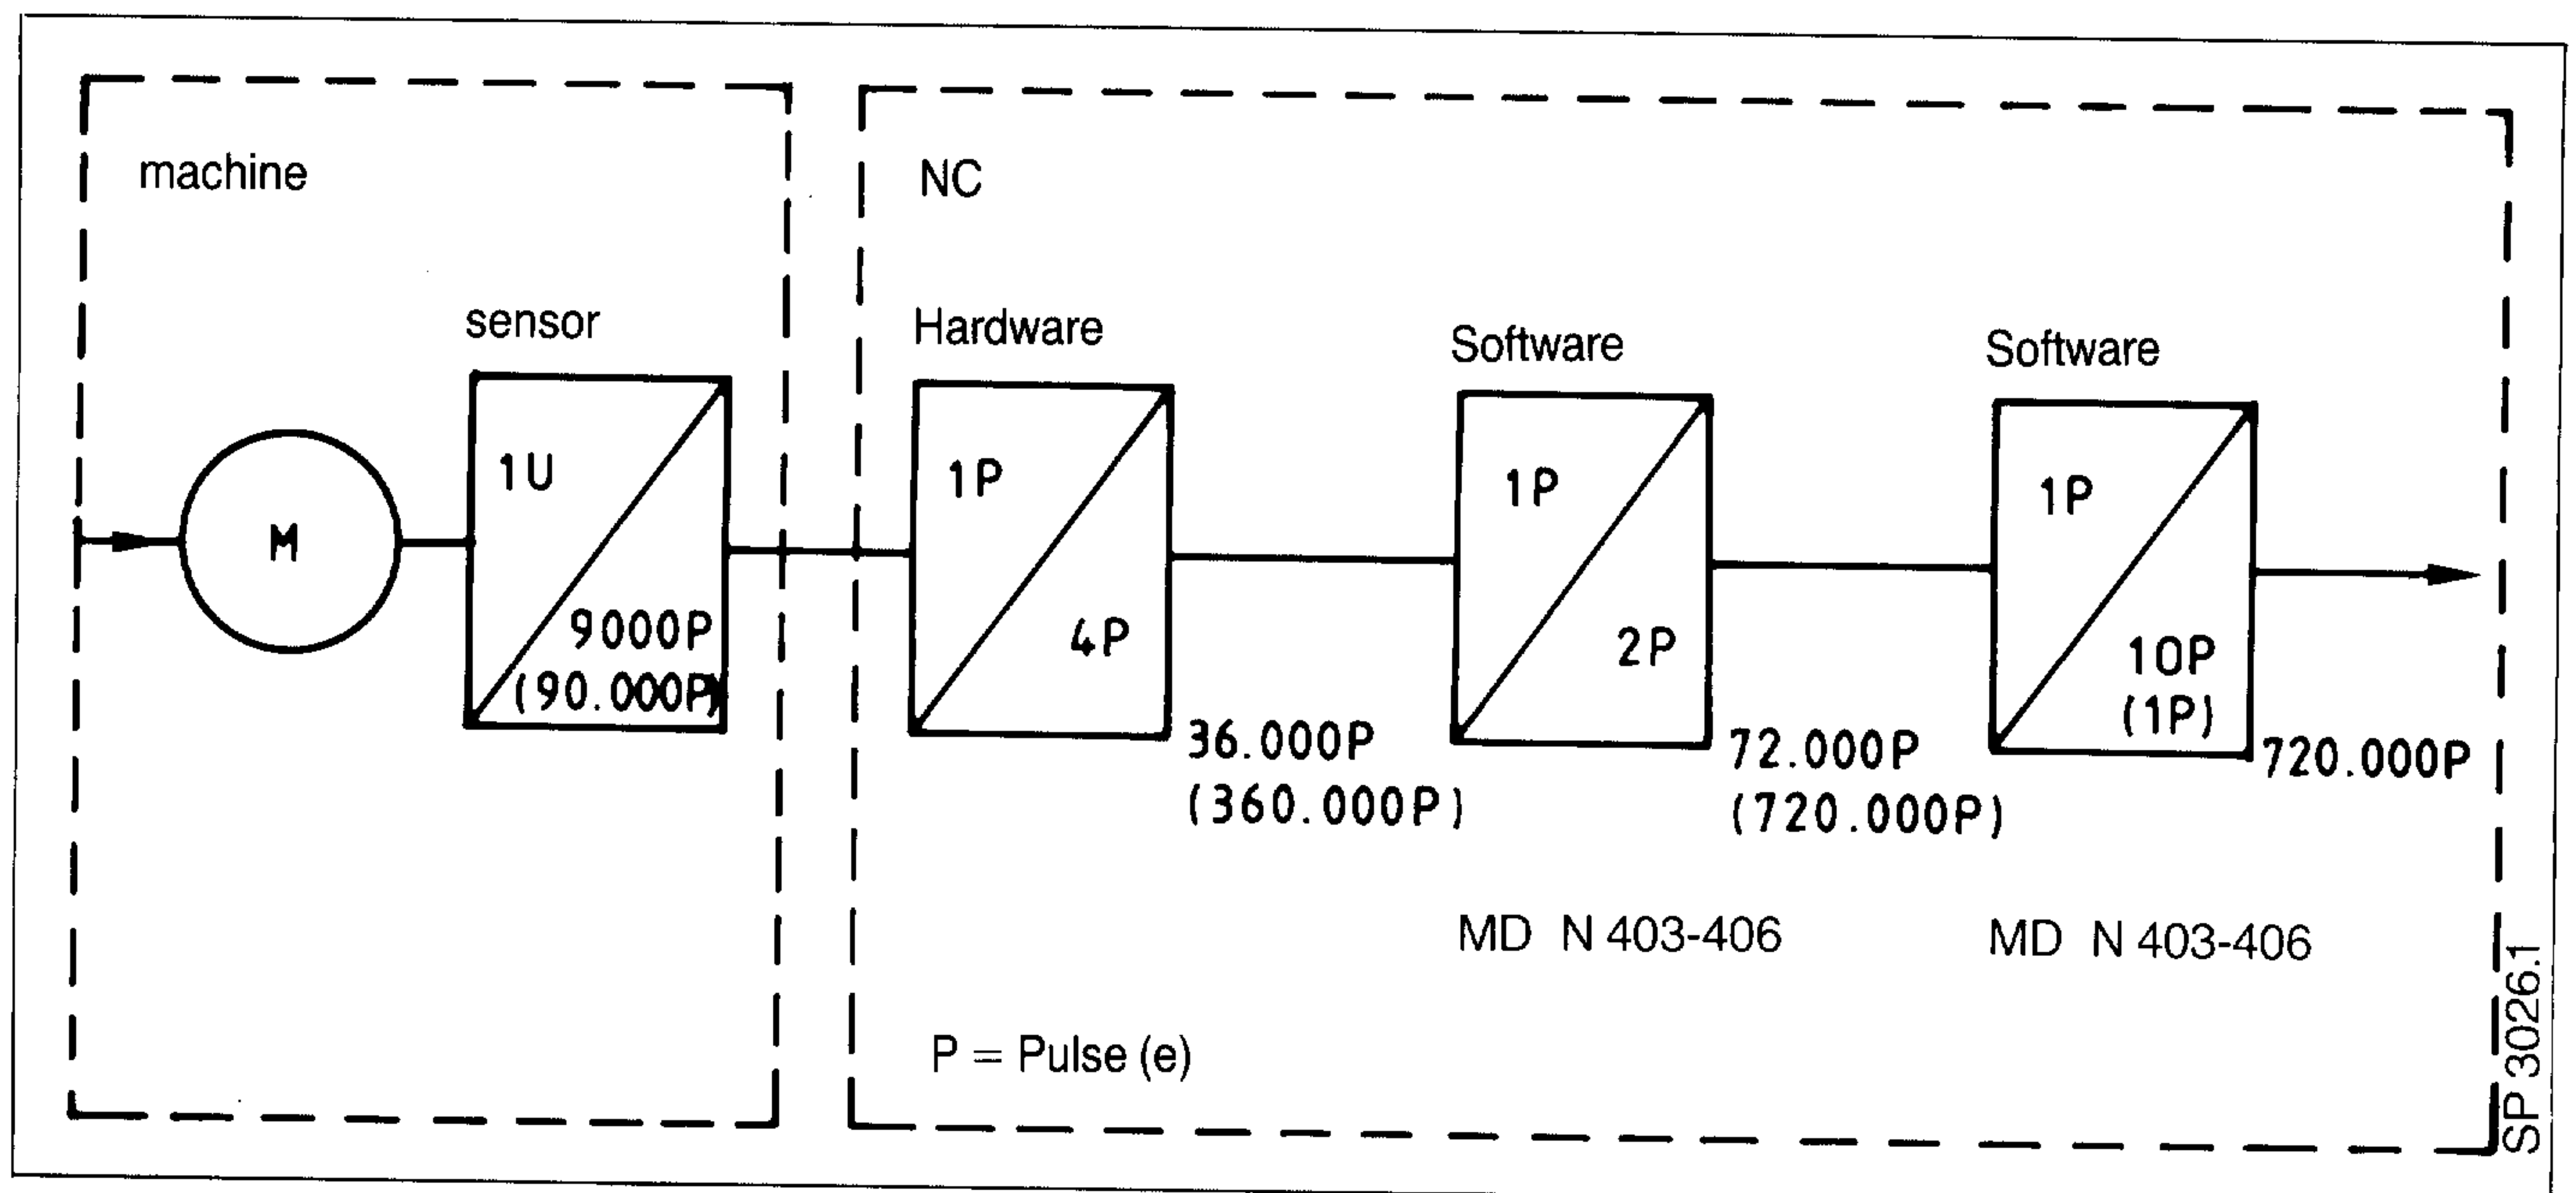 machine
NC
sensor
Hardware
Software
Software
M
1U
9000P
(90.000P)
1P
4P
36.000P
(360.000P)
1P
2P
72.000P
(720.000P)
1P
10P
(1P)
720.000P
MD N 403-406
MD N 403-406
P = Pulse (e)
SP 3026.1